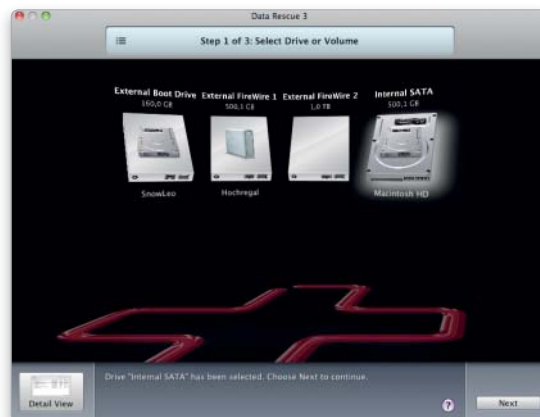 Data Rescue 3
Step 1 of 3: Select Drive or Volume
External Boot Drive External FireWire 1 External FireWire 2 Internal SATA
160,0 GB 500,1 GB 1,0 TB 500,1 GB
SnowLeo Hochregal Macintosh HD
Drive "Internal SATA" has been selected. Choose Next to continue.
Detail View ? Next